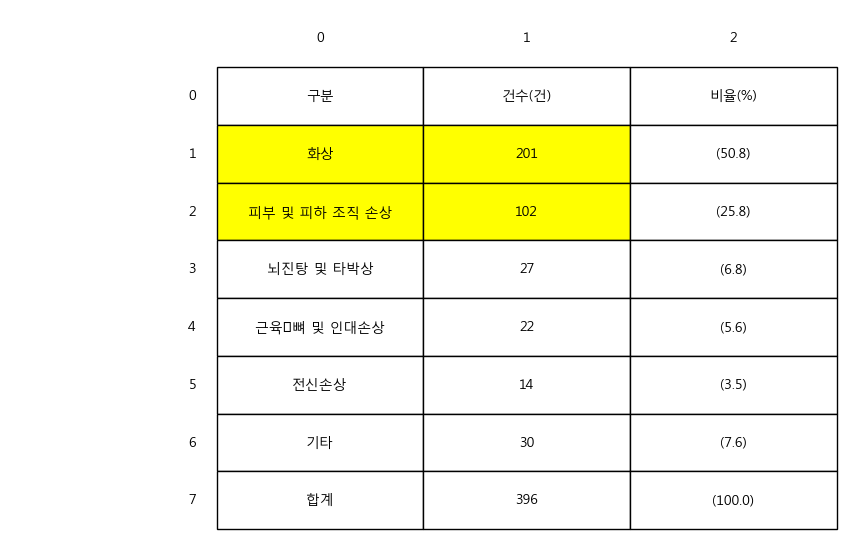 0 1 2
0 구분 건수(건) 비율(%)
1 화상 201 (50.8)
2 피부 및 피하 조직 손상 102 (25.8)
3 뇌진탕 및 타박상 27 (6.8)
4 근육▯뼈 및 인대손상 22 (5.6)
5 전신손상 14 (3.5)
6 기타 30 (7.6)
7 합계 396 (100.0)